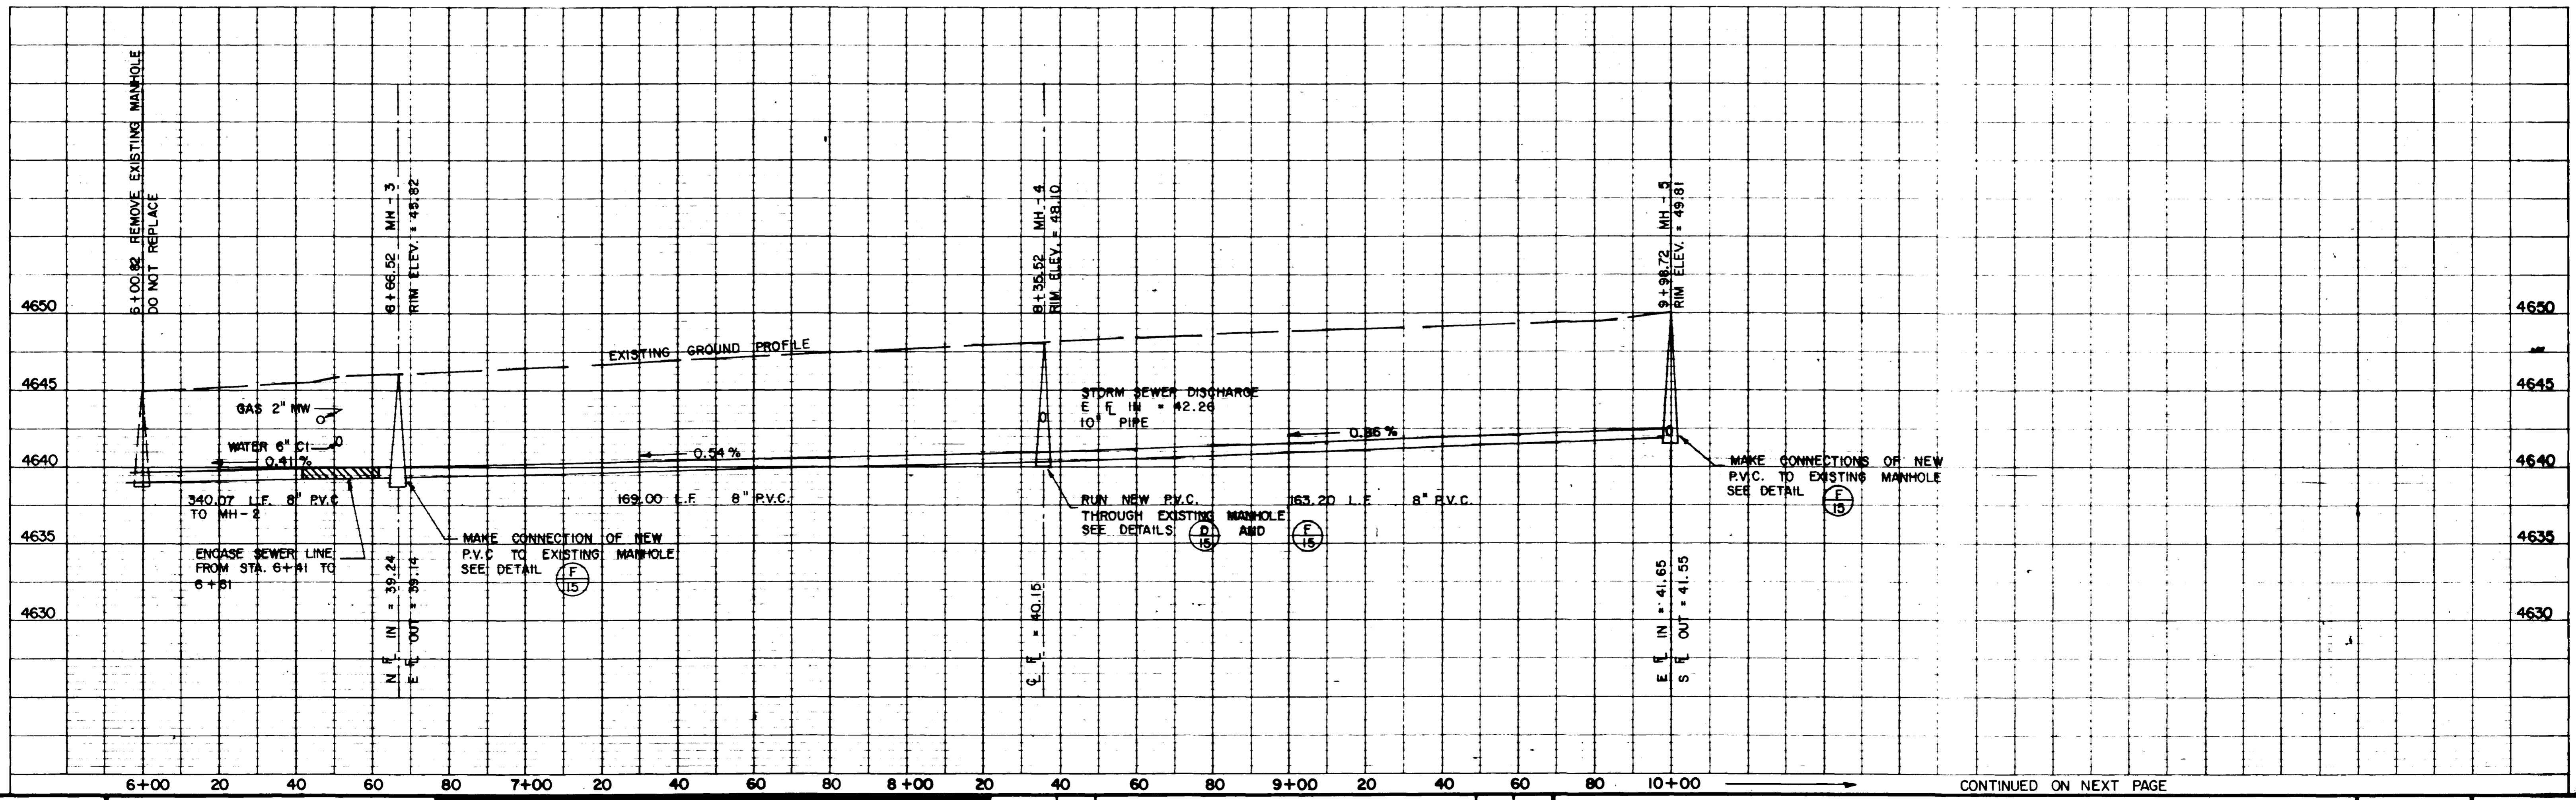 6+00.82 REMOVE EXISTING MANHOLE
DO NOT REPLACE
6+66.52 MH-3
RIM ELEV. = 45.82
8+35.52 MH-4
RIM ELEV. = 48.10
9+98.72 MH-5
RIM ELEV. = 49.81
4650
4650
EXISTING GROUND PROFILE
4645
4645
GAS 2" MW
STORM SEWER DISCHARGE
E FL IN = 42.26
10" PIPE
WATER 6" CI
0.41%
0.54%
0.86%
4640
4640
340.07 L.F. 8" P.V.C
TO MH-2
169.00 L.F. 8" P.V.C.
RUN NEW P.V.C.
THROUGH EXISTING MANHOLE
SEE DETAILS D/15 AND F/15
163.20 L.F. 8" P.V.C.
MAKE CONNECTIONS OF NEW
P.V.C. TO EXISTING MANHOLE
SEE DETAIL F/15
4635
4635
ENCASE SEWER LINE
FROM STA. 6+41 TO
6+61
MAKE CONNECTION OF NEW
P.V.C TO EXISTING MANHOLE
SEE DETAIL F/15
4630
4630
N FL IN = 39.24
E FL OUT = 39.14
CL FL = 40.15
E FL IN = 41.65
S FL OUT = 41.55
6+00 20 40 60 80 7+00 20 40 60 80 8+00 20 40 60 80 9+00 20 40 60 80 10+00
CONTINUED ON NEXT PAGE